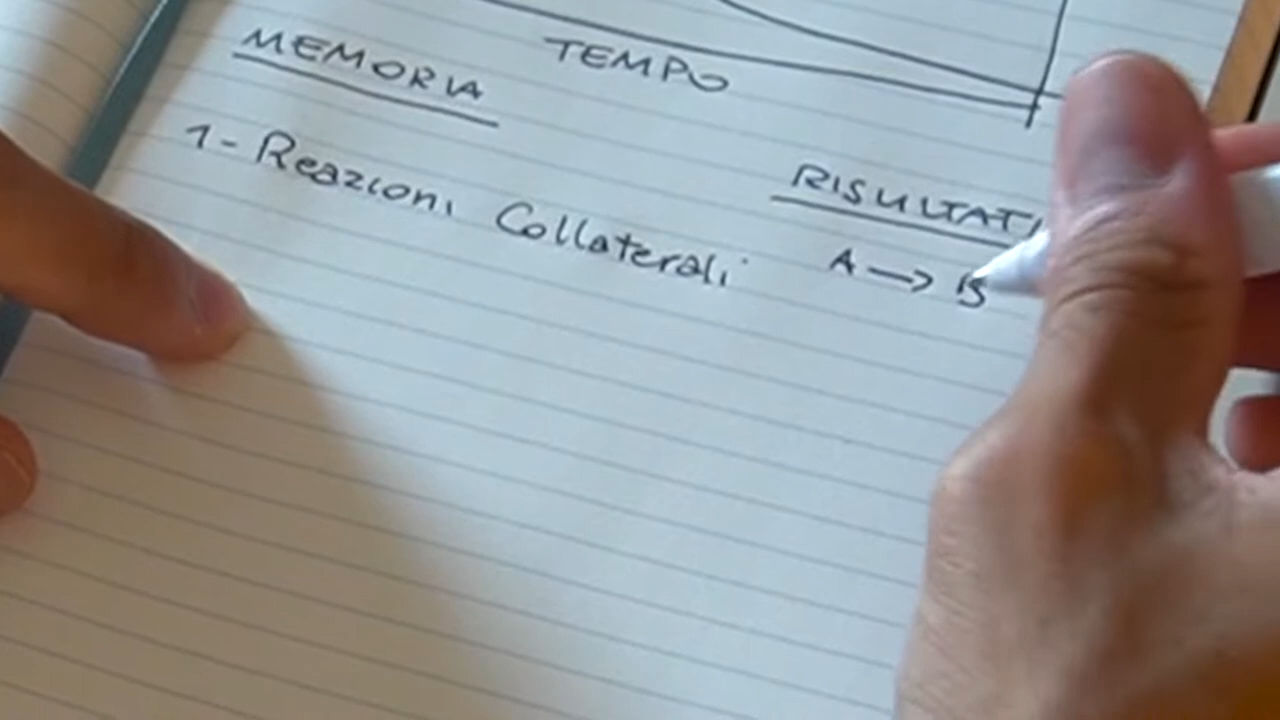 TEMPO
MEMORIA
1- Reazioni Collaterali
RISULTATI
A → B